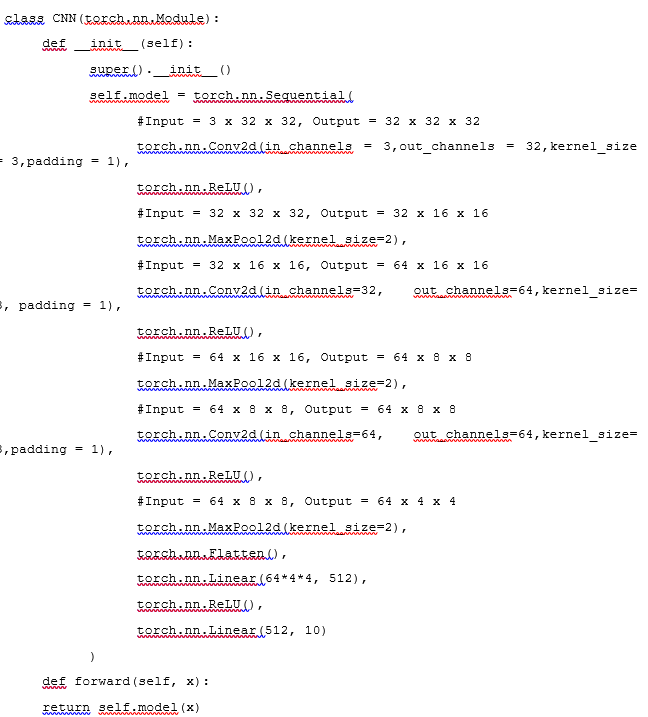 class CNN(torch.nn.Module):
def __init__(self):
super().__init__()
self.model = torch.nn.Sequential(
#Input = 3 x 32 x 32, Output = 32 x 32 x 32
torch.nn.Conv2d(in_channels = 3,out_channels = 32,kernel_size
= 3,padding = 1),
torch.nn.ReLU(),
#Input = 32 x 32 x 32, Output = 32 x 16 x 16
torch.nn.MaxPool2d(kernel_size=2),
#Input = 32 x 16 x 16, Output = 64 x 16 x 16
torch.nn.Conv2d(in_channels=32, out_channels=64,kernel_size=
3, padding = 1),
torch.nn.ReLU(),
#Input = 64 x 16 x 16, Output = 64 x 8 x 8
torch.nn.MaxPool2d(kernel_size=2),
#Input = 64 x 8 x 8, Output = 64 x 8 x 8
torch.nn.Conv2d(in_channels=64, out_channels=64,kernel_size=
3,padding = 1),
torch.nn.ReLU(),
#Input = 64 x 8 x 8, Output = 64 x 4 x 4
torch.nn.MaxPool2d(kernel_size=2),
torch.nn.Flatten(),
torch.nn.Linear(64*4*4, 512),
torch.nn.ReLU(),
torch.nn.Linear(512, 10)
)
def forward(self, x):
return self.model(x)